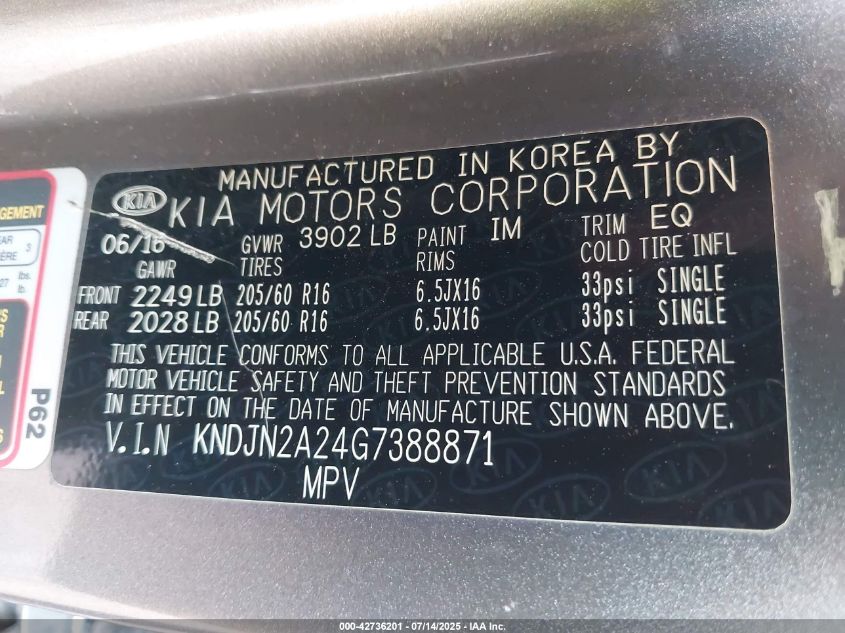 MANUFACTURED IN KOREA BY
KIA KIA MOTORS CORPORATION
06/16 GVWR 3902 LB PAINT IM TRIM EQ
GAWR TIRES RIMS COLD TIRE INFL
FRONT 2249 LB 205/60 R16 6.5JX16 33psi SINGLE
REAR 2028 LB 205/60 R16 6.5JX16 33psi SINGLE
THIS VEHICLE CONFORMS TO ALL APPLICABLE U.S.A. FEDERAL
MOTOR VEHICLE SAFETY AND THEFT PREVENTION STANDARDS
IN EFFECT ON THE DATE OF MANUFACTURE SHOWN ABOVE.
V.I.N KNDJN2A24G7388871
MPV
P62
3
lbs.
000-42736201 - 07/14/2025 - IAA Inc.